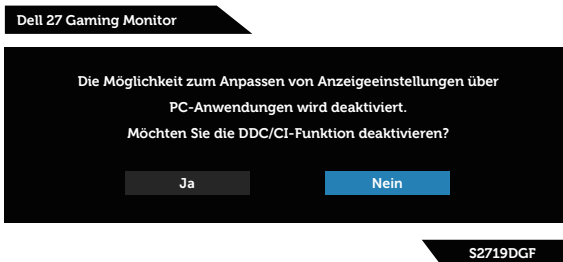 Dell 27 Gaming Monitor
Die Möglichkeit zum Anpassen von Anzeigeeinstellungen über
PC-Anwendungen wird deaktiviert.
Möchten Sie die DDC/CI-Funktion deaktivieren?
Ja
Nein
S2719DGF